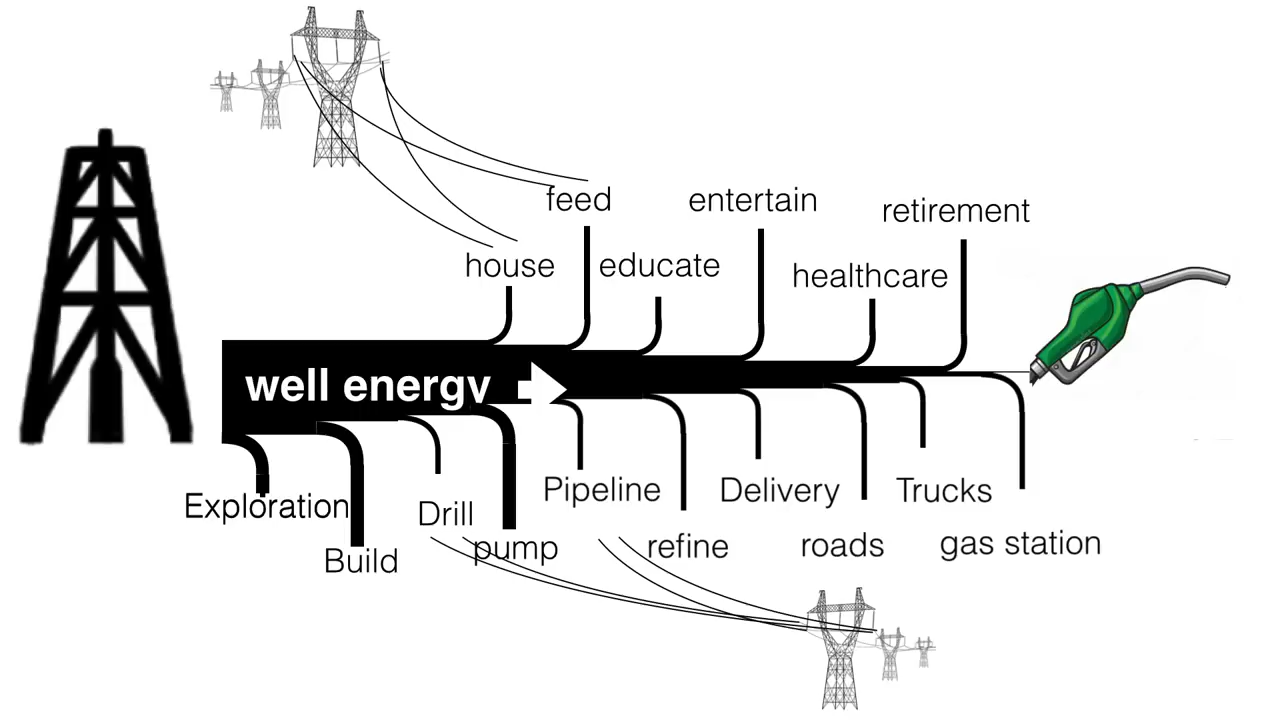 feed
entertain
retirement
house
educate
healthcare
well energy
Exploration
Build
Drill
pump
Pipeline
refine
Delivery
roads
Trucks
gas station